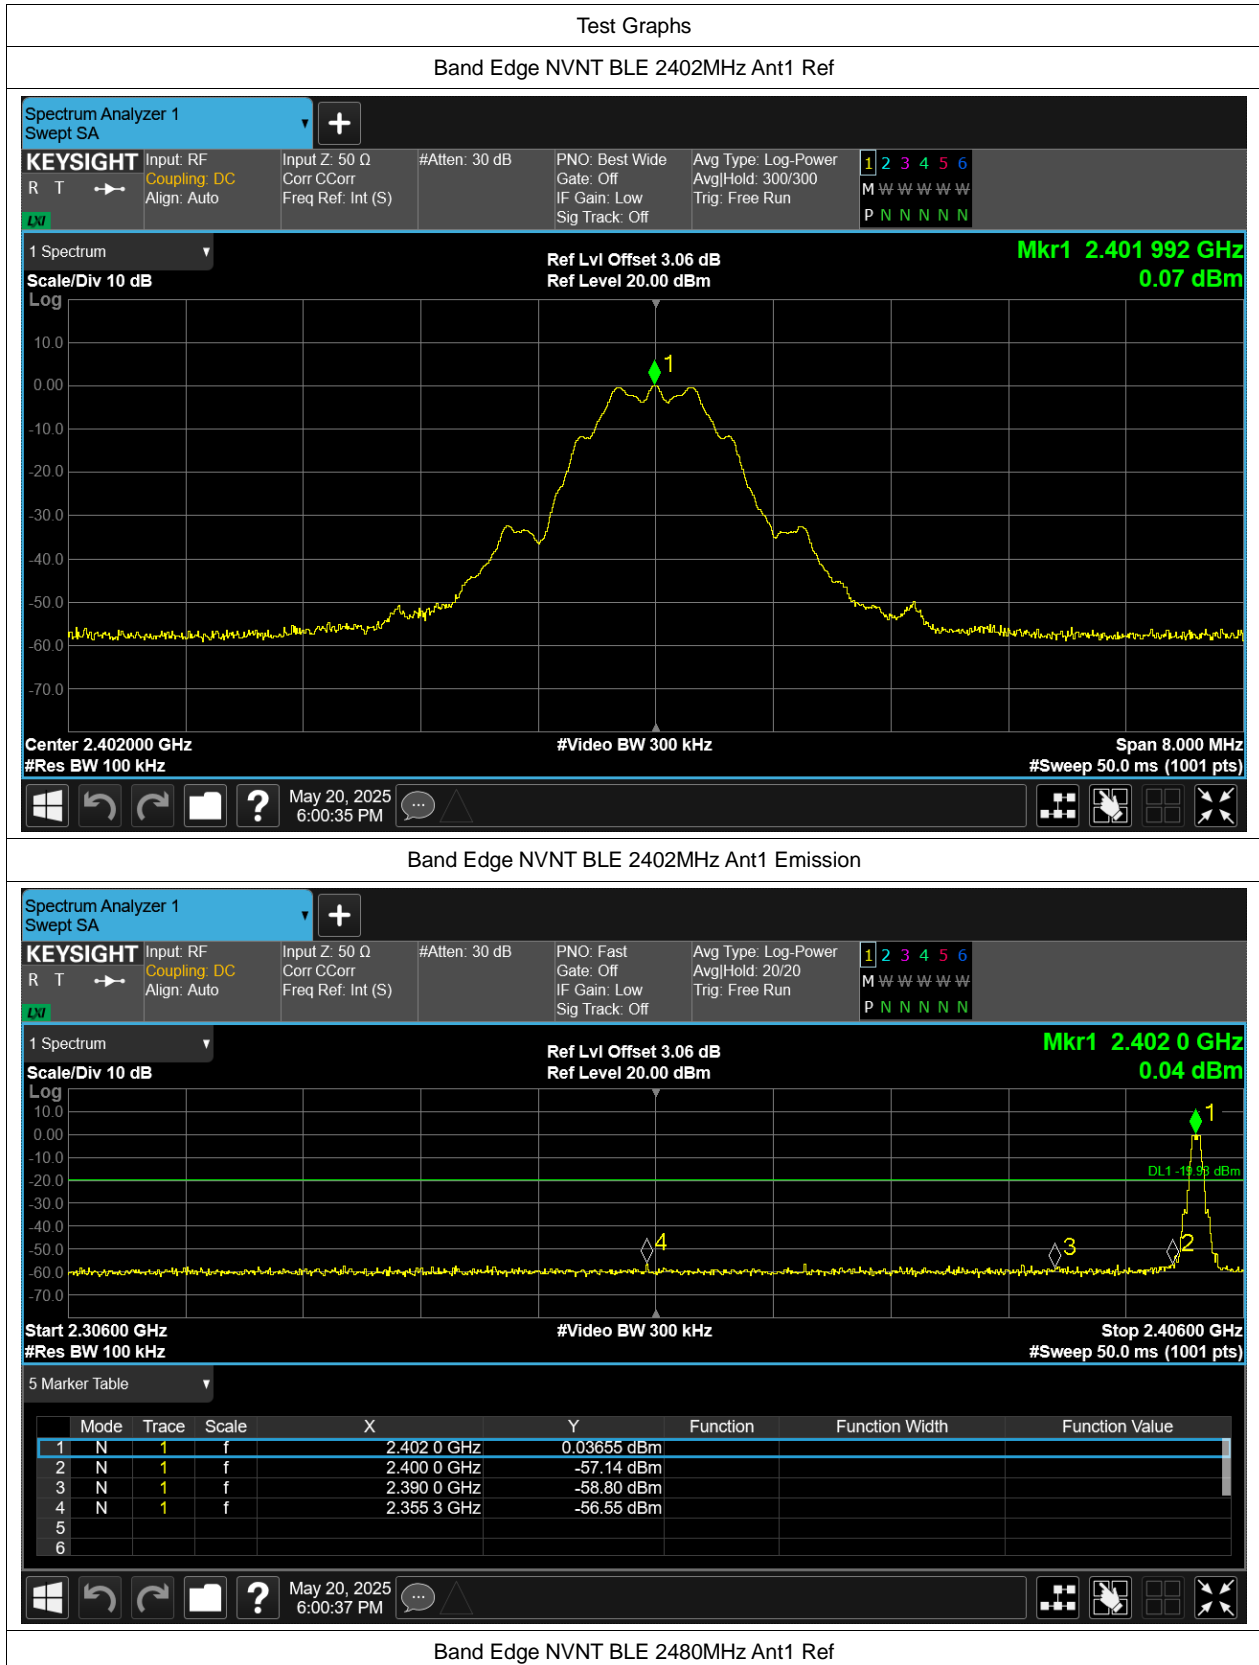 Test Graphs
Band Edge NVNT BLE 2402MHz Ant1 Ref
Spectrum Analyzer 1
Swept SA
KEYSIGHT Input: RF Input Z: 50 Ω #Atten: 30 dB PNO: Best Wide Avg Type: Log-Power 1 2 3 4 5 6
R T Coupling: DC Corr CCorr Gate: Off Avg|Hold: 300/300 M W W W W W W
Align: Auto Freq Ref: Int (S) IF Gain: Low Trig: Free Run
LXI Sig Track: Off P N N N N N
1 Spectrum Ref Lvl Offset 3.06 dB Mkr1 2.401 992 GHz
Scale/Div 10 dB Ref Level 20.00 dBm 0.07 dBm
Log
10.0
1
0.00
-10.0
-20.0
-30.0
-40.0
-50.0
-60.0
-70.0
Center 2.402000 GHz #Video BW 300 kHz Span 8.000 MHz
#Res BW 100 kHz #Sweep 50.0 ms (1001 pts)
? May 20, 2025
6:00:35 PM
Band Edge NVNT BLE 2402MHz Ant1 Emission
Spectrum Analyzer 1
Swept SA
KEYSIGHT Input: RF Input Z: 50 Ω #Atten: 30 dB PNO: Fast Avg Type: Log-Power 1 2 3 4 5 6
R T Coupling: DC Corr CCorr Gate: Off Avg|Hold: 20/20 M W W W W W W
Align: Auto Freq Ref: Int (S) IF Gain: Low Trig: Free Run
LXI Sig Track: Off P N N N N N
1 Spectrum Ref Lvl Offset 3.06 dB Mkr1 2.402 0 GHz
Scale/Div 10 dB Ref Level 20.00 dBm 0.04 dBm
Log
10.0 1
0.00
-10.0
DL1 -19.93 dBm
-20.0
-30.0
-40.0
-50.0 4 3 2
-60.0
-70.0
Start 2.30600 GHz #Video BW 300 kHz Stop 2.40600 GHz
#Res BW 100 kHz #Sweep 50.0 ms (1001 pts)
5 Marker Table
Mode Trace Scale X Y Function Function Width Function Value
1 N 1 f 2.402 0 GHz 0.03655 dBm
2 N 1 f 2.400 0 GHz -57.14 dBm
3 N 1 f 2.390 0 GHz -58.80 dBm
4 N 1 f 2.355 3 GHz -56.55 dBm
5
6
? May 20, 2025
6:00:37 PM
Band Edge NVNT BLE 2480MHz Ant1 Ref